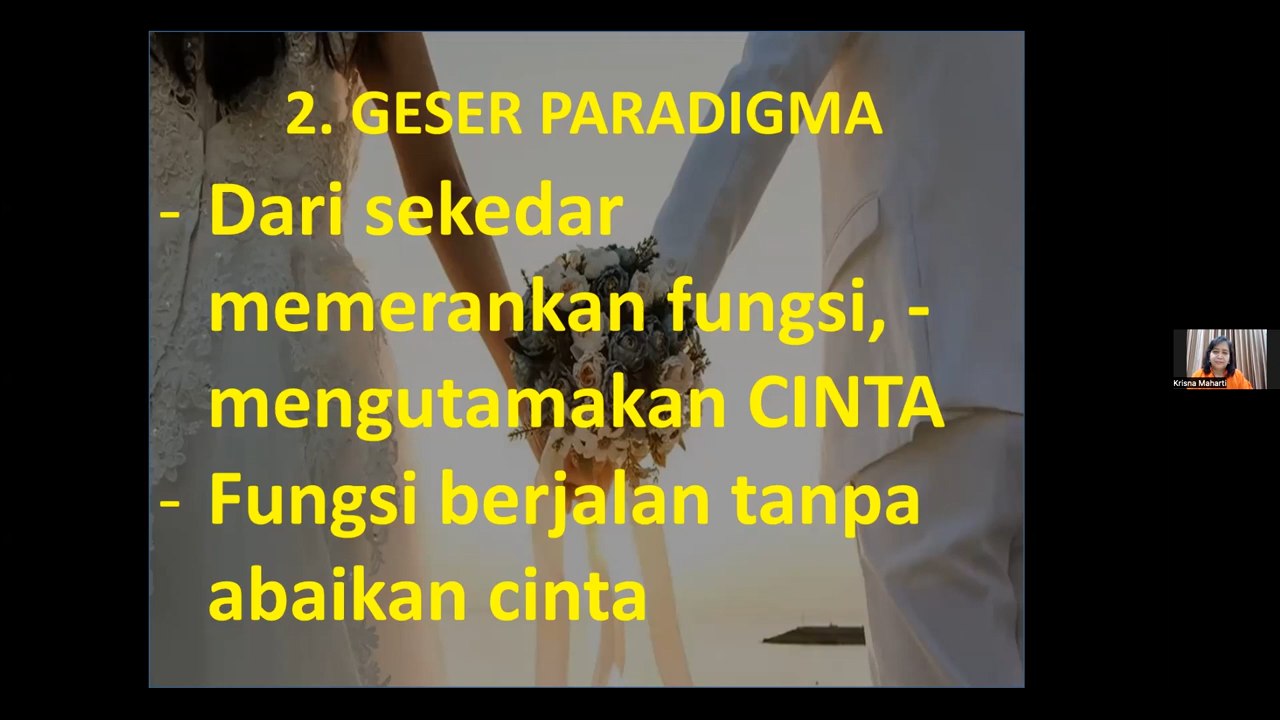 2. GESER PARADIGMA
- Dari sekedar
memerankan fungsi, -
mengutamakan CINTA
- Fungsi berjalan tanpa
abaikan cinta
Krisna Maharti